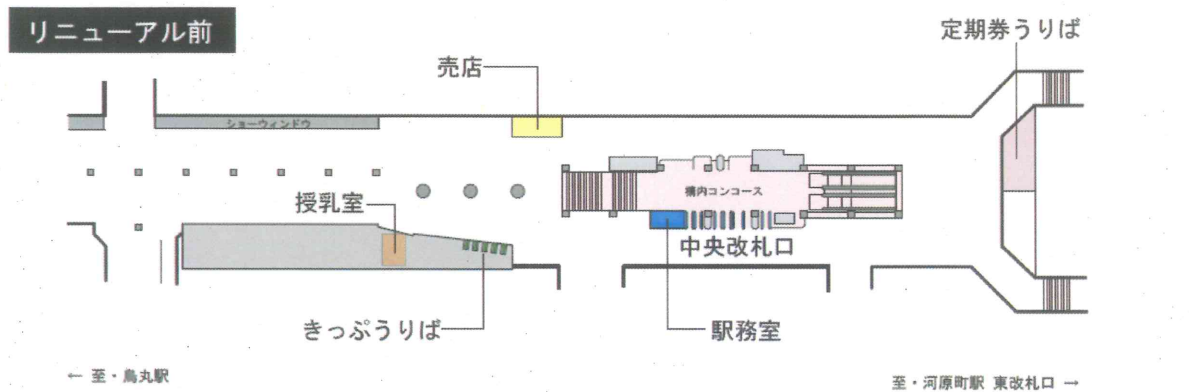 リニューアル前
定期券うりば
売店
ショーウィンドウ
構内コンコース
授乳室
中央改札口
きっぷうりば
駅務室
← 至・烏丸駅
至・河原町駅 東改札口 →